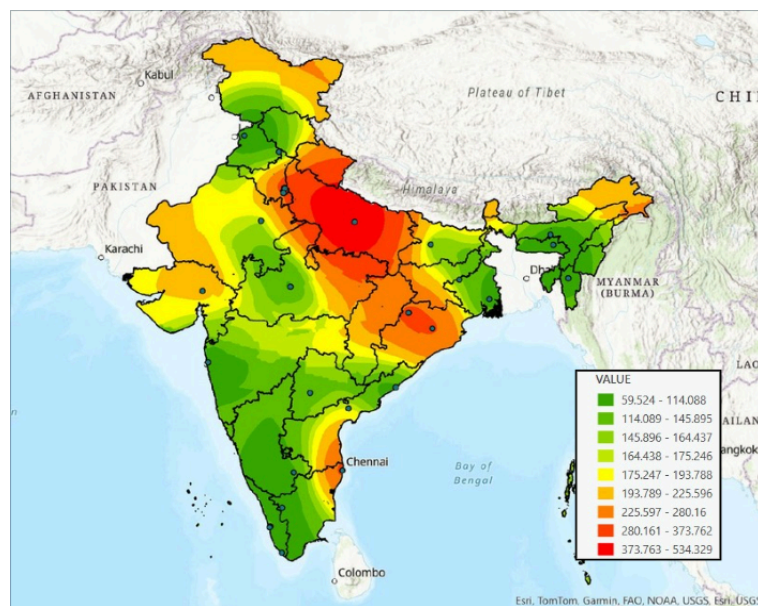 Kabul
AFGHANISTAN
Plateau of Tibet
CHI
PAKISTAN
Himalaya
Karachi
Dha
MYANMAR
(BURMA)
LAO
VALUE
59.524 - 114.088
114.089 - 145.895
145.896 - 164.437
164.438 - 175.246
175.247 - 193.788
193.789 - 225.596
225.597 - 280.16
280.161 - 373.762
373.763 - 534.329
AILAN
angkok
Chennai
Bay of
Bengal
Colombo
Esri, TomTom, Garmin, FAO, NOAA, USGS, Esri, USGS